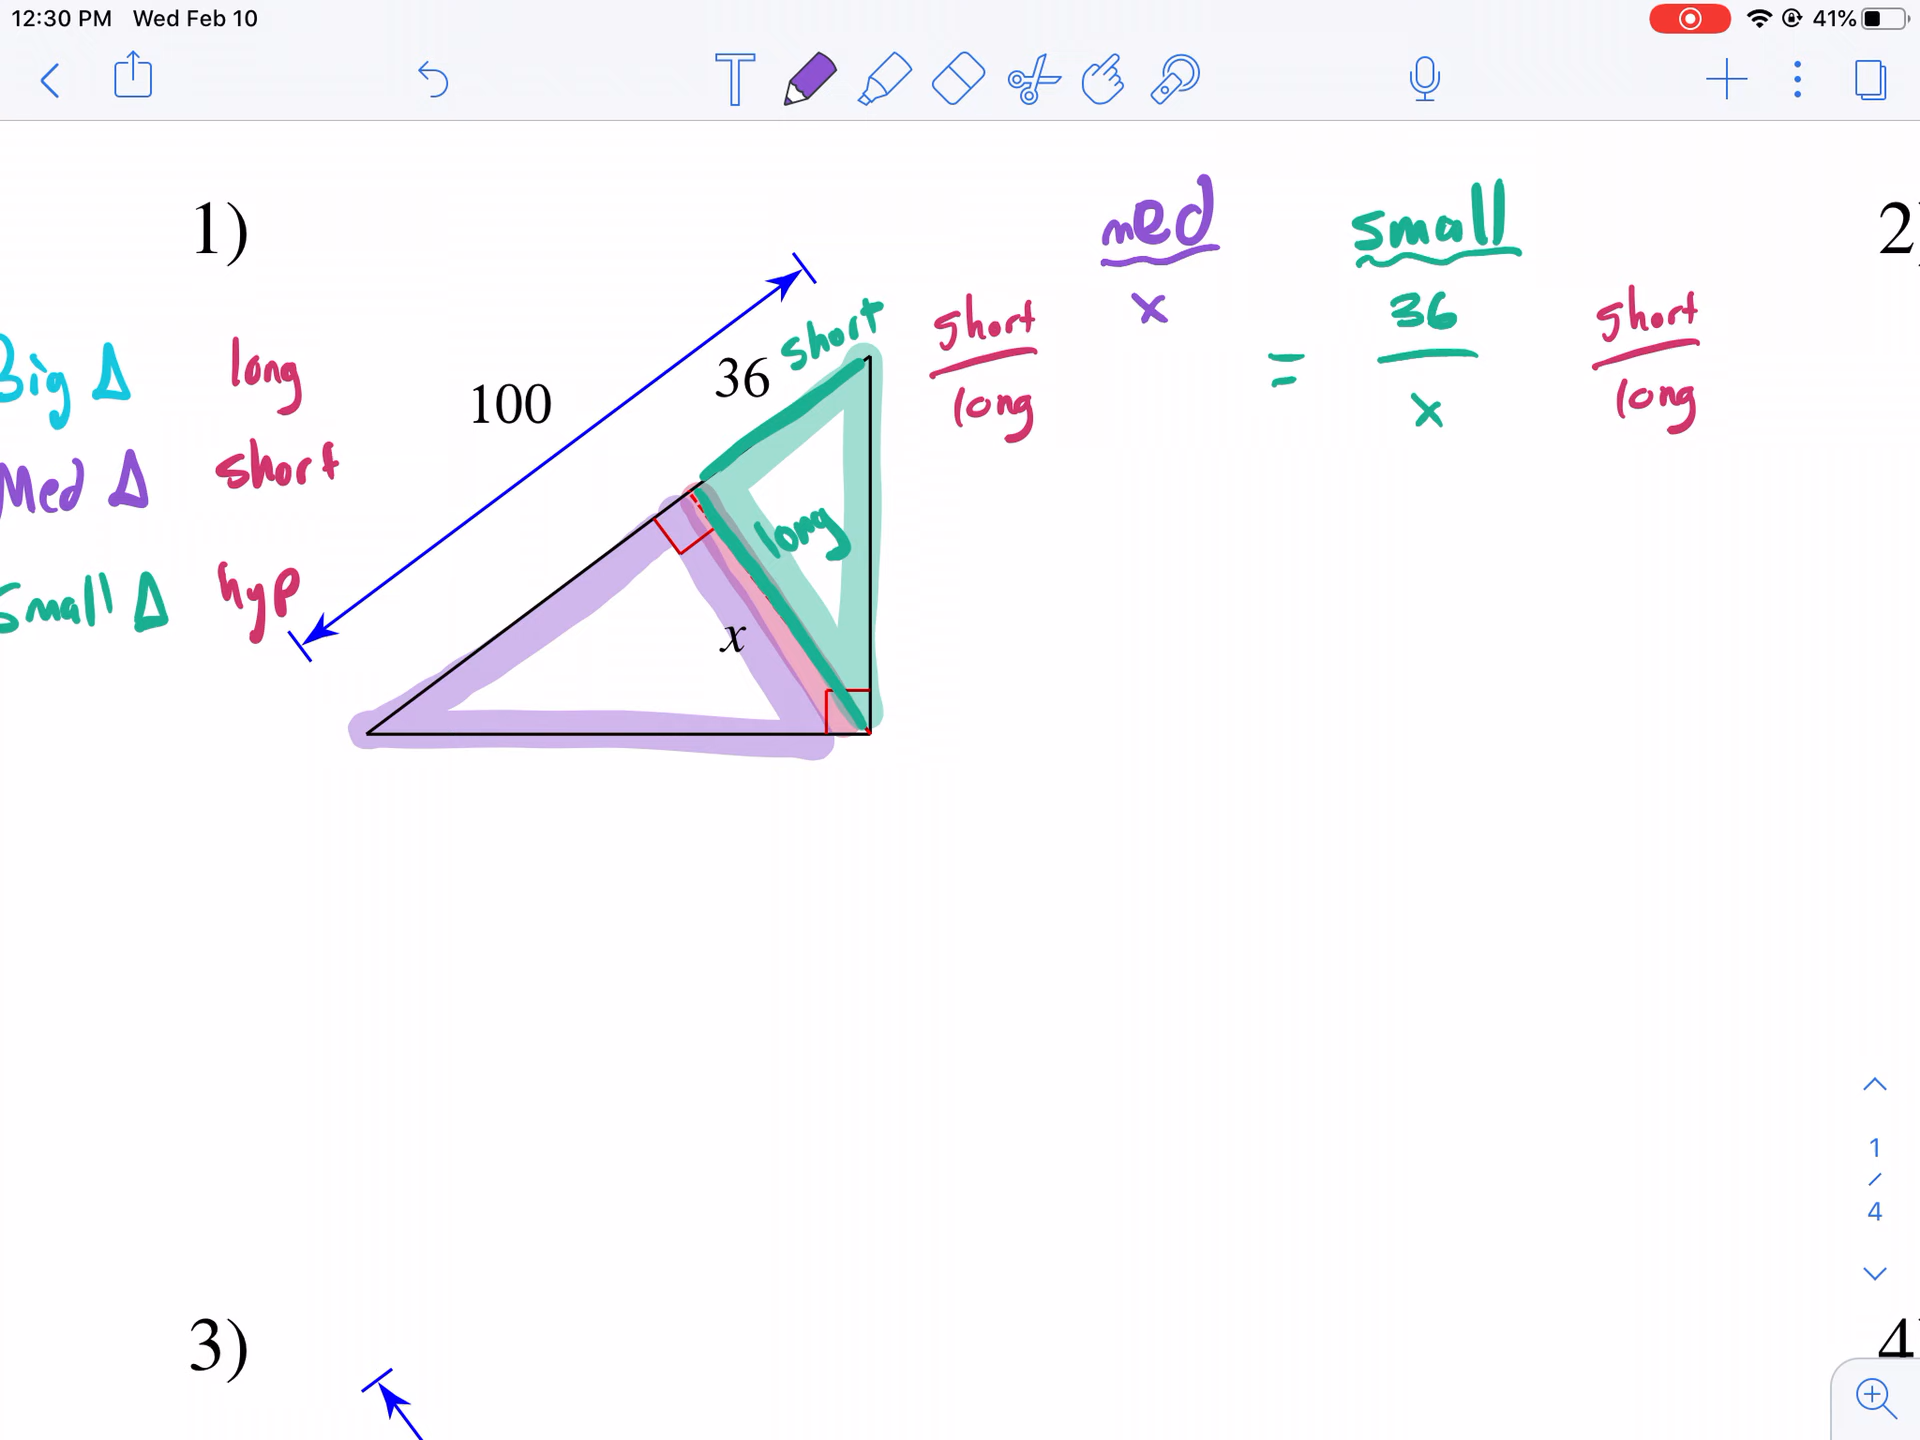 12:30 PM Wed Feb 10
41%
T
1)
med
small
2)
short
36
x
36
short
short
=
Big Δ
long
100
long
x
long
Med Δ
short
long
Small Δ
hyp
x
1
/
4
3)
4)